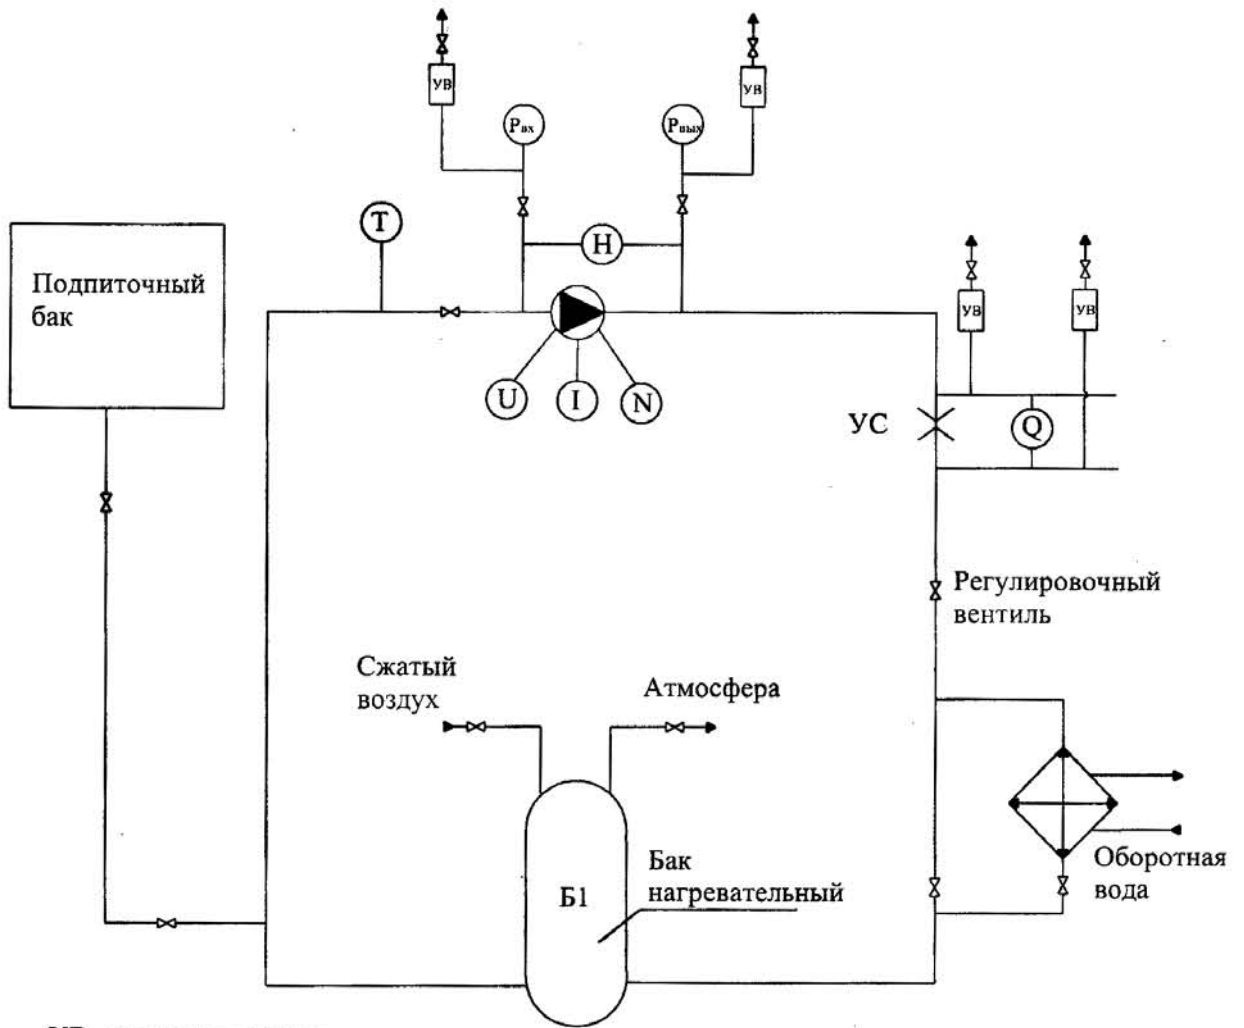 УВ
УВ
Рвх
Рвых
Т
Н
Подпиточный
бак
УВ
УВ
U
I
N
УС
Q
Регулировочный
вентиль
Сжатый
воздух
Атмосфера
Бак
нагревательный
Б1
Оборотная
вода